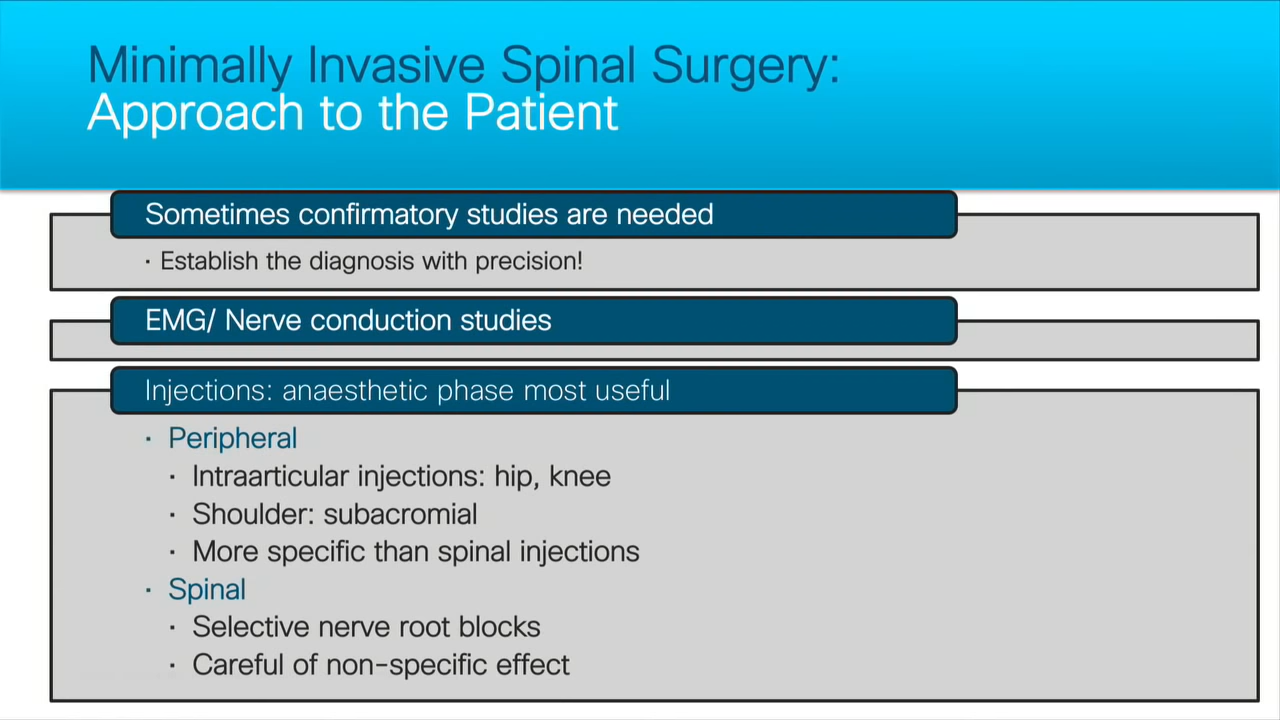 Minimally Invasive Spinal Surgery:
Approach to the Patient
Sometimes confirmatory studies are needed
· Establish the diagnosis with precision!
EMG/ Nerve conduction studies
Injections: anaesthetic phase most useful
· Peripheral
· Intraarticular injections: hip, knee
· Shoulder: subacromial
· More specific than spinal injections
· Spinal
· Selective nerve root blocks
· Careful of non-specific effect